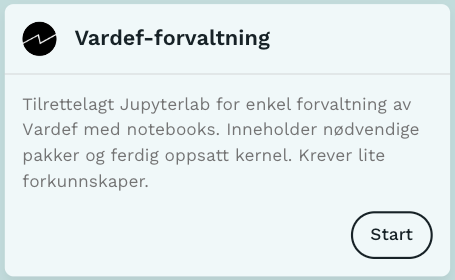 Vardef-forvaltning
Tilrettelagt Jupyterlab for enkel forvaltning av
Vardef med notebooks. Inneholder nødvendige
pakker og ferdig oppsatt kernel. Krever lite
forkunnskaper.
Start